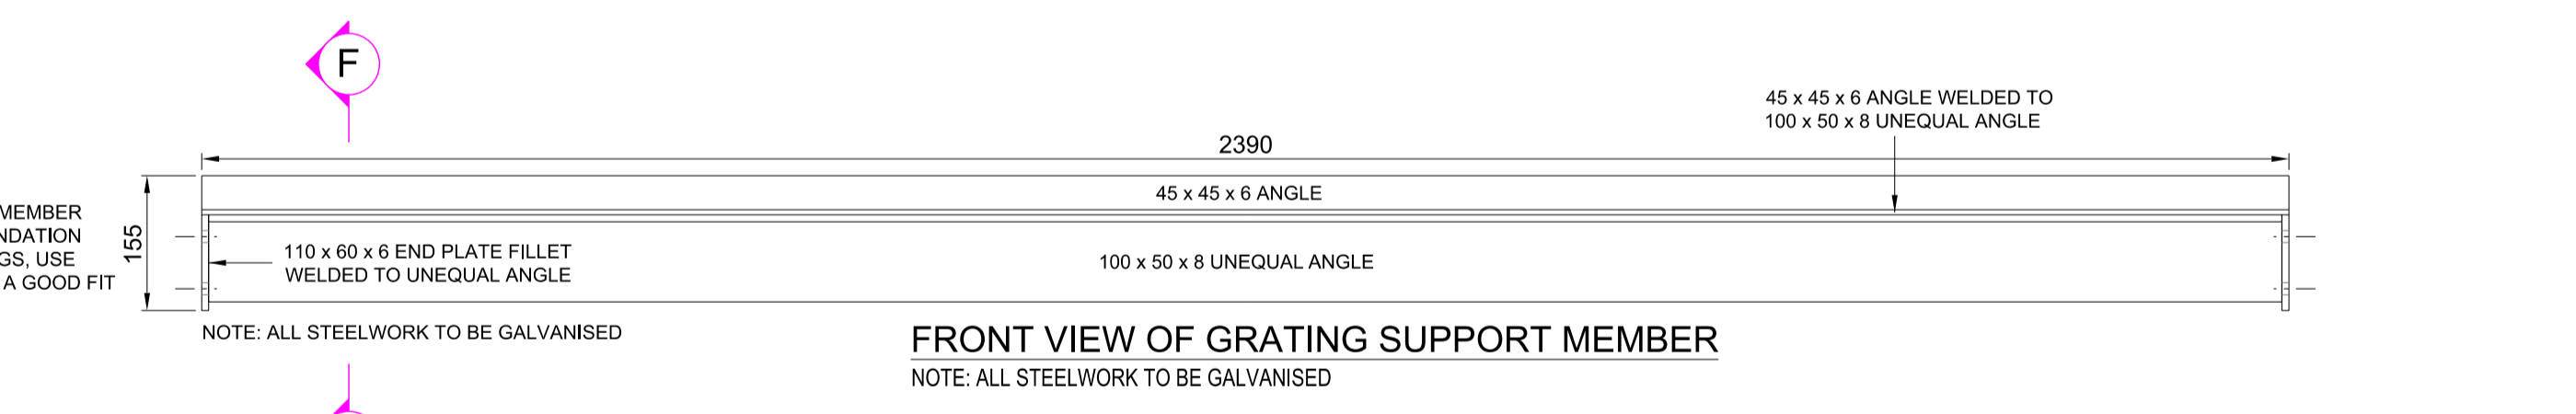 F
45 x 45 x 6 ANGLE WELDED TO
100 x 50 x 8 UNEQUAL ANGLE
2390
45 x 45 x 6 ANGLE
155
MEMBER
NDATION
GS, USE
A GOOD FIT
110 x 60 x 6 END PLATE FILLET
WELDED TO UNEQUAL ANGLE
100 x 50 x 8 UNEQUAL ANGLE
NOTE: ALL STEELWORK TO BE GALVANISED
FRONT VIEW OF GRATING SUPPORT MEMBER
NOTE: ALL STEELWORK TO BE GALVANISED